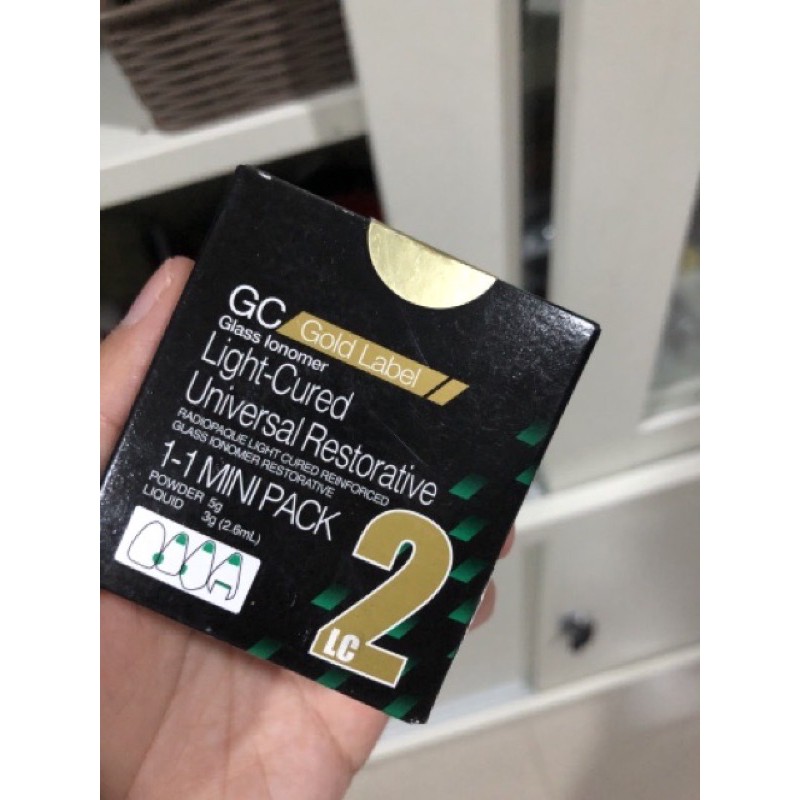 GC Gold Label
Glass Ionomer
Light-Cured
Universal Restorative
RADIOPAQUE LIGHT CURED REINFORCED
GLASS IONOMER RESTORATIVE
1-1 MINI PACK
POWDER 5g
LIQUID 3g (2.6mL)
2
LC